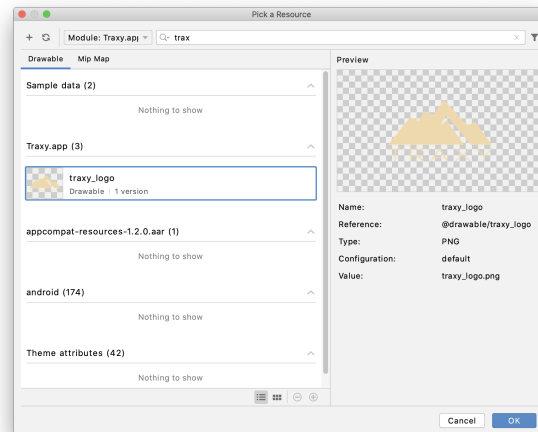 Pick a Resource
Module: Traxy.app
trax
Drawable Mip Map
Sample data (2)
Nothing to show
Traxy.app (3)
traxy_logo
Drawable 1 version
appcompat-resources-1.2.0.aar (1)
Nothing to show
android (174)
Nothing to show
Theme attributes (42)
Nothing to show
Preview
Name: traxy_logo
Reference: @drawable/traxy_logo
Type: PNG
Configuration: default
Value: traxy_logo.png
Cancel OK